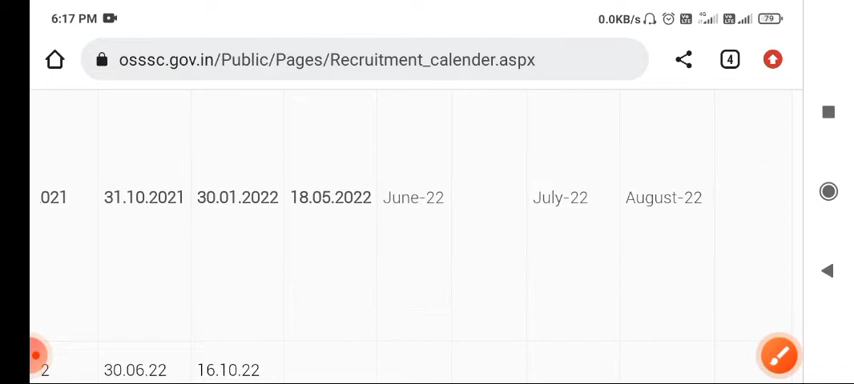 6:17 PM 0.0KB/s 4G 79
osssc.gov.in/Public/Pages/Recruitment_calender.aspx 4
.021 31.10.2021 30.01.2022 18.05.2022 June-22 July-22 August-22
2 30.06.22 16.10.22